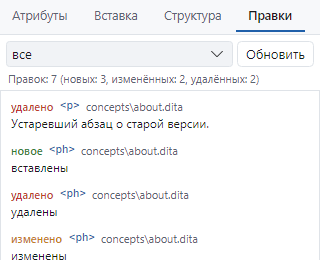 Атрибуты Вставка Структура Правки
все Обновить
Правок: 7 (новых: 3, изменённых: 2, удалённых: 2)
удалено <p> concepts\about.dita
Устаревший абзац о старой версии.
новое <ph> concepts\about.dita
вставлены
удалено <ph> concepts\about.dita
удалены
изменено <ph> concepts\about.dita
изменены